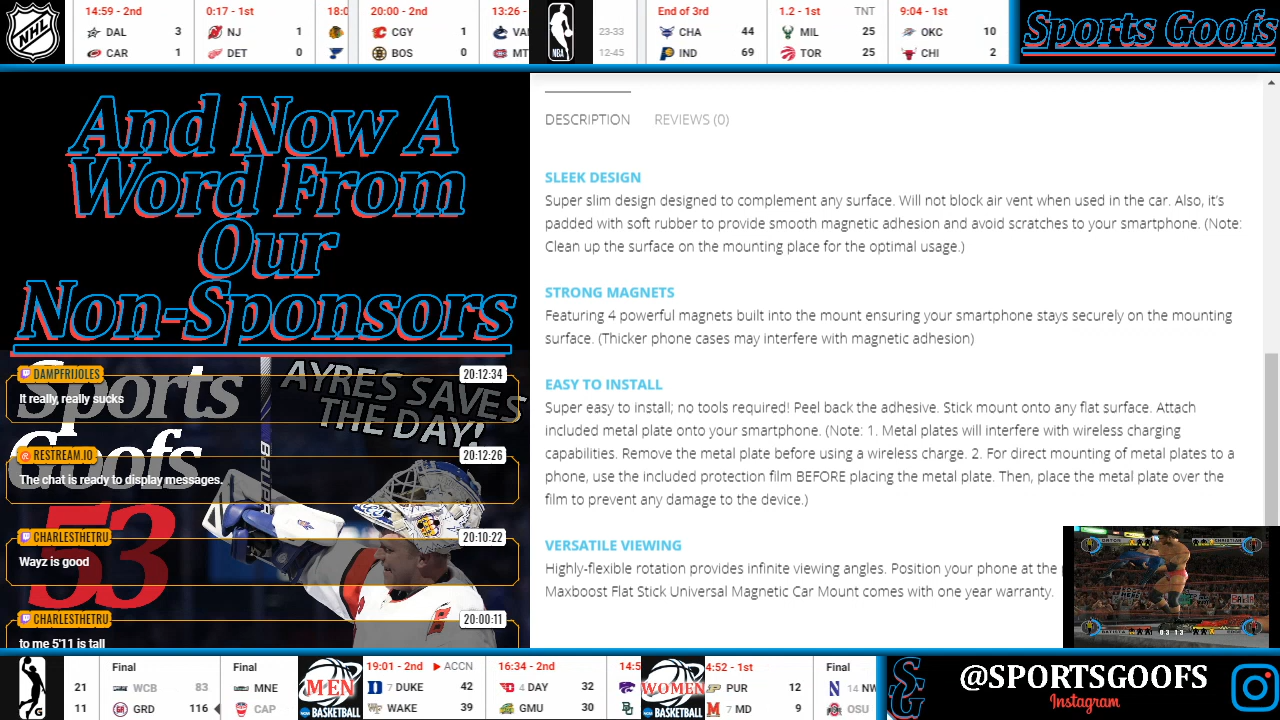 NHL
14:59 - 2nd
DAL 3
CAR 1
0:17 - 1st
NJ 1
DET 0
20:00 - 2nd
CGY 1
BOS 0
13:26 -
NBA
23-33
12-45
End of 3rd
CHA 44
IND 69
1.2 - 1st TNT
MIL 25
TOR 25
9:04 - 1st
OKC 10
CHI 2
Sports Goofs
And Now A
Word From
Our
Non-Sponsors
Sports
Goofs
53
AYRES SAVES
THE DAY!
BAUER
DAMPFRIJOLES 20:12:34
It really, really sucks
RESTREAM.IO 20:12:26
The chat is ready to display messages.
CHARLESTHETRU 20:10:22
Wayz is good
CHARLESTHETRU 20:00:11
to me 5'11 is tall
DESCRIPTION REVIEWS (0)
SLEEK DESIGN
Super slim design designed to complement any surface. Will not block air vent when used in the car. Also, it's
padded with soft rubber to provide smooth magnetic adhesion and avoid scratches to your smartphone. (Note:
Clean up the surface on the mounting place for the optimal usage.)
STRONG MAGNETS
Featuring 4 powerful magnets built into the mount ensuring your smartphone stays securely on the mounting
surface. (Thicker phone cases may interfere with magnetic adhesion)
EASY TO INSTALL
Super easy to install; no tools required! Peel back the adhesive. Stick mount onto any flat surface. Attach
included metal plate onto your smartphone. (Note: 1. Metal plates will interfere with wireless charging
capabilities. Remove the metal plate before using a wireless charge. 2. For direct mounting of metal plates to a
phone, use the included protection film BEFORE placing the metal plate. Then, place the metal plate over the
film to prevent any damage to the device.)
VERSATILE VIEWING
Highly-flexible rotation provides infinite viewing angles. Position your phone at the
Maxboost Flat Stick Universal Magnetic Car Mount comes with one year warranty.
21
11
Final
WCB 83
GRD 116
Final
MNE
CAP
MEN
BASKETBALL
19:01 - 2nd ACCN
7 DUKE 42
WAKE 39
16:34 - 2nd
4 DAY 32
GMU 30
WOMEN
BASKETBALL
4:52 - 1st
PUR 12
7 MD 9
Final
14 NW
OSU
SG
@SPORTSGOOFS
Instagram